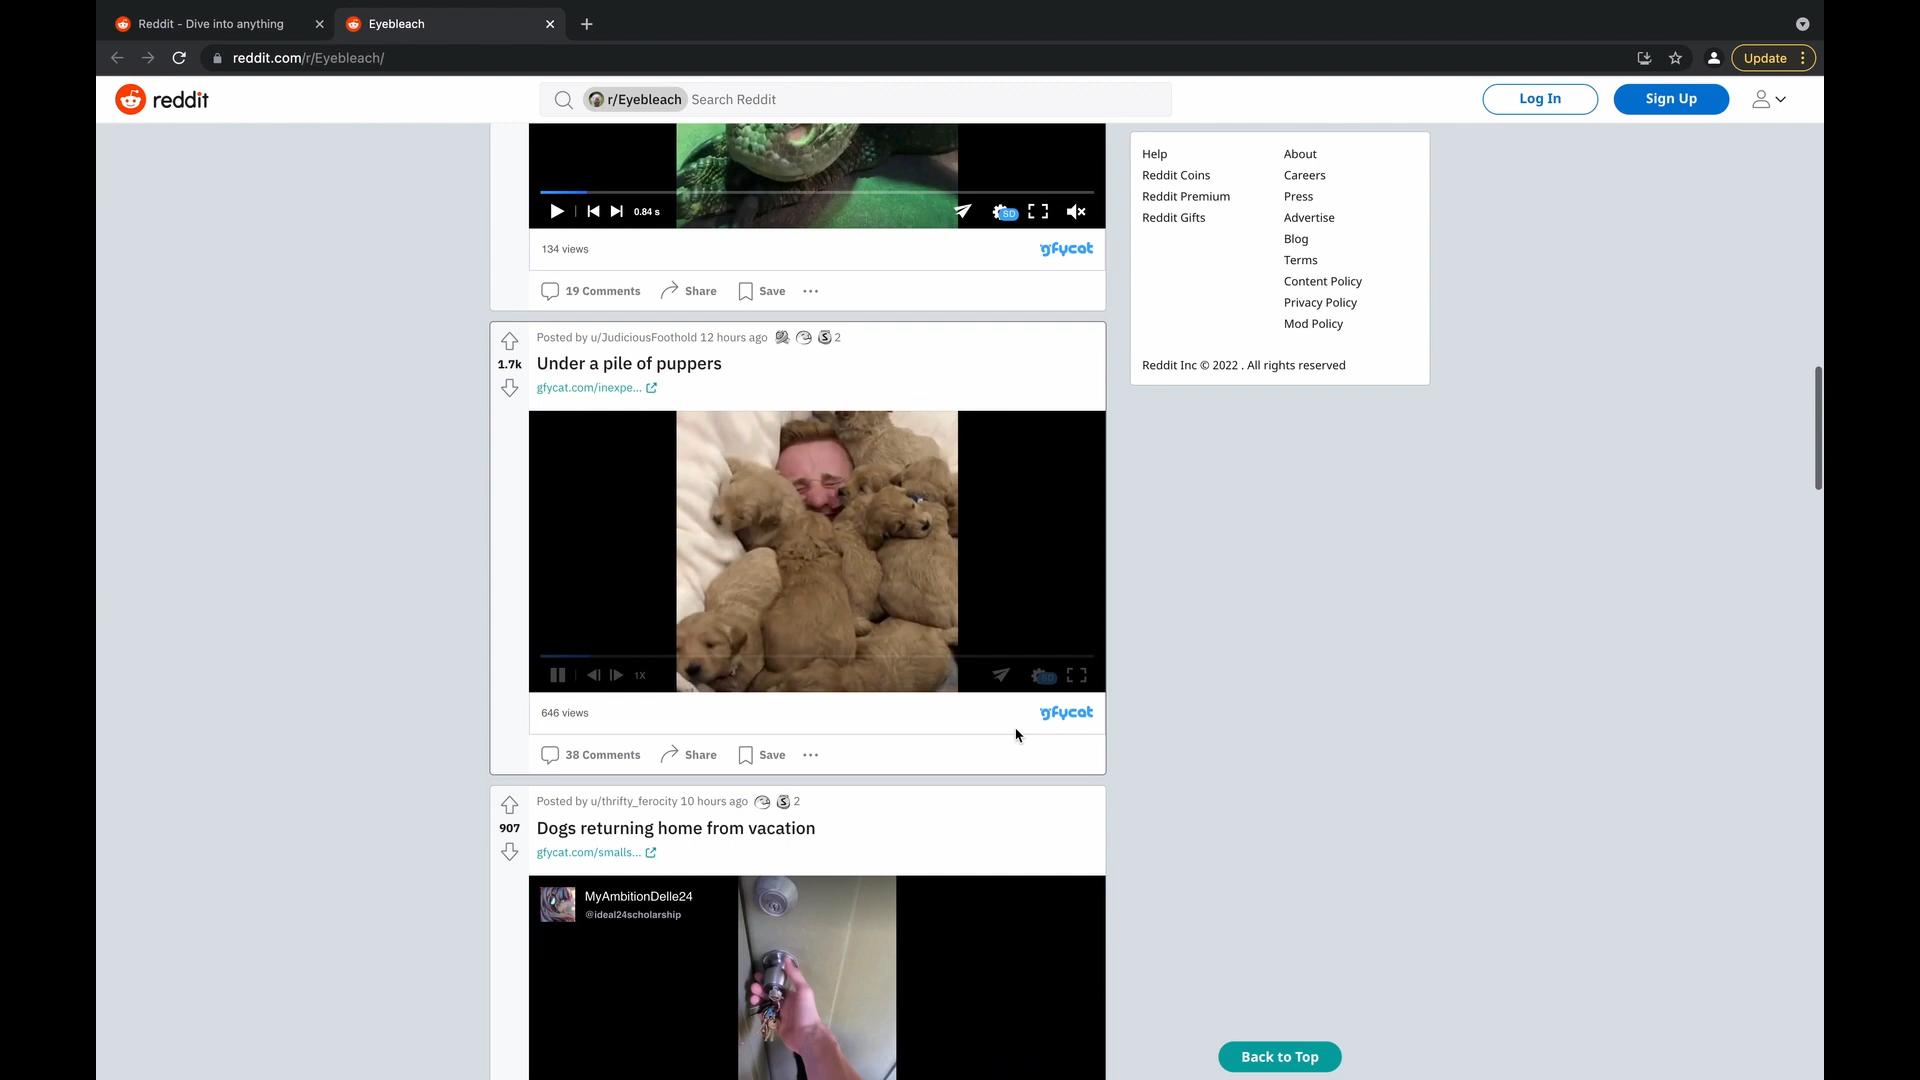 Reddit - Dive into anything
Eyebleach
reddit.com/r/Eyebleach/
Update
reddit
r/Eyebleach Search Reddit
Log In
Sign Up
0.84 s
SD
134 views
gfycat
19 Comments
Share
Save
Posted by u/JudiciousFoothold 12 hours ago
S 2
1.7k
Under a pile of puppers
gfycat.com/inexpe...
1X
SD
646 views
gfycat
38 Comments
Share
Save
Posted by u/thrifty_ferocity 10 hours ago
S 2
907
Dogs returning home from vacation
gfycat.com/smalls...
MyAmbitionDelle24
@ideal24scholarship
Help
Reddit Coins
Reddit Premium
Reddit Gifts
About
Careers
Press
Advertise
Blog
Terms
Content Policy
Privacy Policy
Mod Policy
Reddit Inc © 2022 . All rights reserved
Back to Top